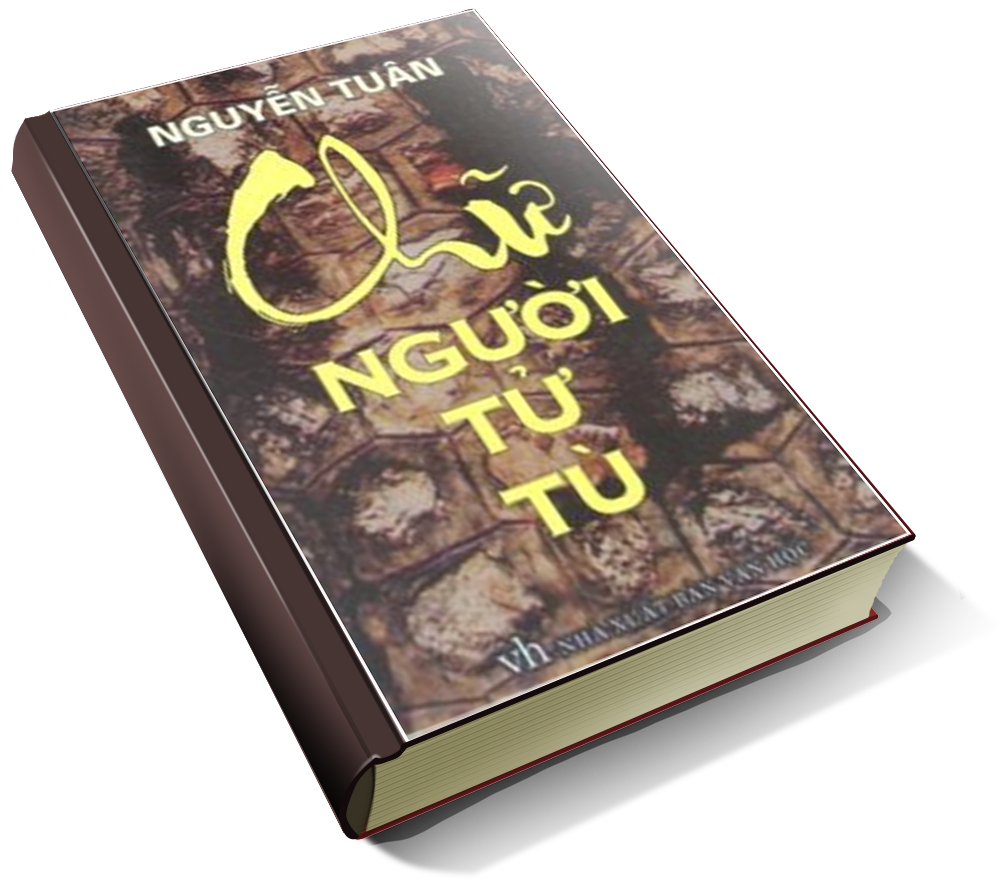 NGUYỄN TUÂN
Chữ
NGƯỜI
TỬ
TÙ
vh NHÀ XUẤT BẢN VĂN HỌC